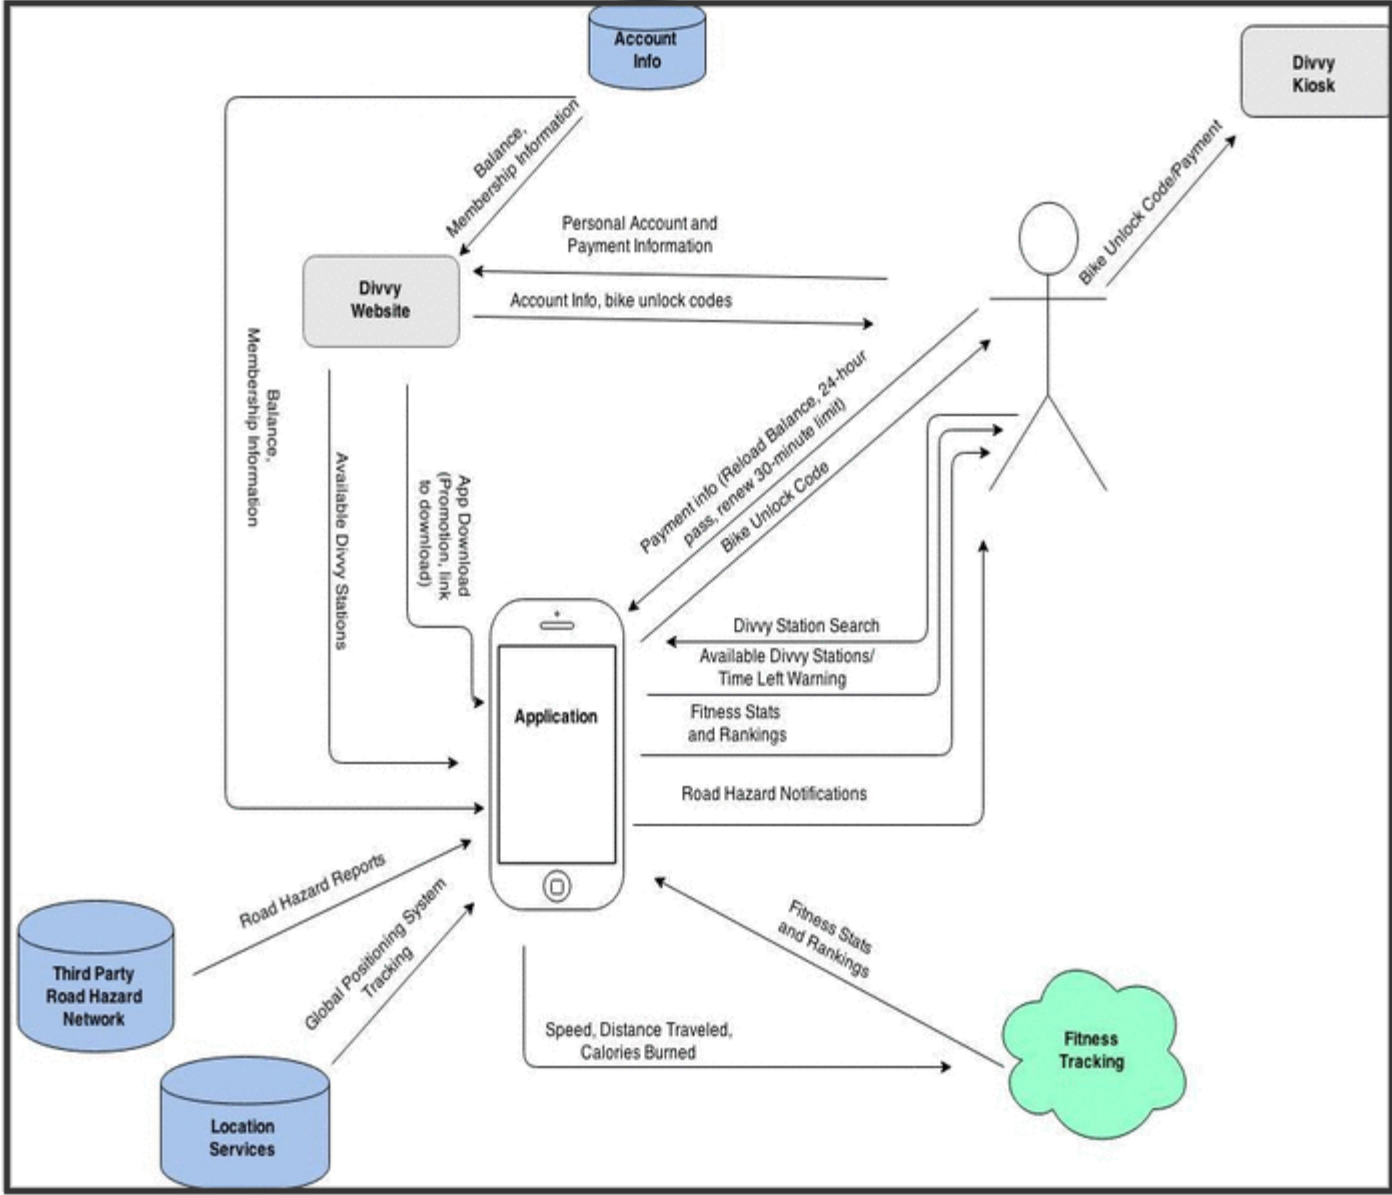 Account
Info
Divvy
Kiosk
Balance,
Membership Information
Bike Unlock Code/Payment
Personal Account and
Payment Information
Divvy
Website
Account Info, bike unlock codes
Balance,
Membership Information
Available Divvy Stations
App Download
(Promotion, link
to download)
Payment info (Reload Balance, 24-hour
pass, renew 30-minute limit)
Bike Unlock Code
Divvy Station Search
Available Divvy Stations/
Time Left Warning
Application
Fitness Stats
and Rankings
Road Hazard Notifications
Road Hazard Reports
Global Positioning System
Tracking
Fitness Stats
and Rankings
Third Party
Road Hazard
Network
Speed, Distance Traveled,
Calories Burned
Fitness
Tracking
Location
Services